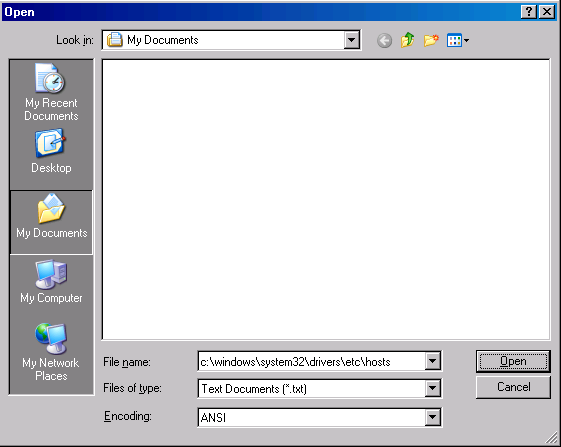 Open
Look in:
My Documents
My Recent
Documents
Desktop
My Documents
My Computer
My Network
Places
File name:
c:\windows\system32\drivers\etc\hosts
Open
Files of type:
Text Documents (*.txt)
Cancel
Encoding:
ANSI